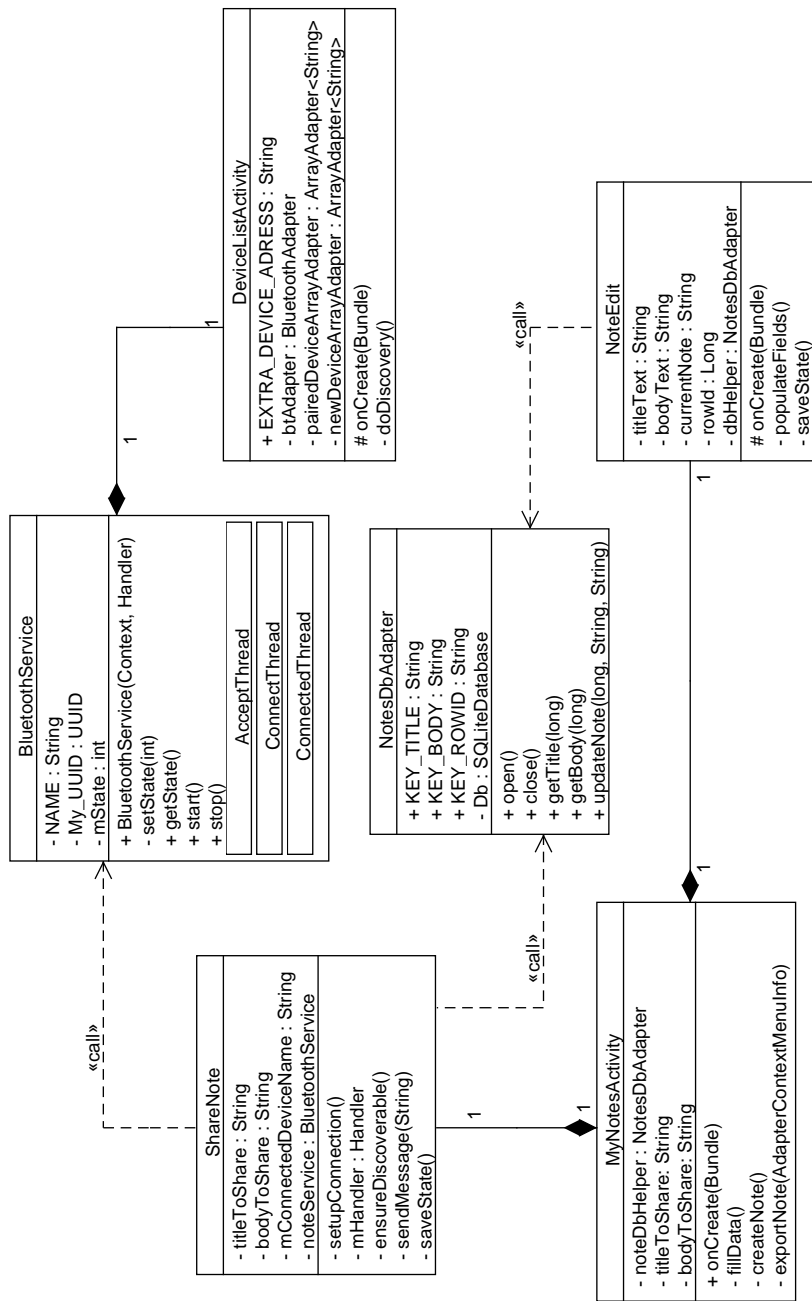 ShareNote
- titleToShare : String
- bodyToShare : String
- mConnectedDeviceName : String
- noteService : BluetoothService
- setupConnection()
- mHandler : Handler
- ensureDiscoverable()
- sendMessage(String)
- saveState()
«call»
BluetoothService
- NAME : String
- My_UUID : UUID
- mState : int
+ BluetoothService(Context, Handler)
- setState(int)
+ getState()
+ start()
+ stop()
AcceptThread
ConnectThread
ConnectedThread
1
1
DeviceListActivity
+ EXTRA_DEVICE_ADRESS : String
- btAdapter : BluetoothAdapter
- pairedDeviceArrayAdapter : ArrayAdapter<String>
- newDeviceArrayAdapter : ArrayAdapter<String>
# onCreate(Bundle)
- doDiscovery()
«call»
NotesDbAdapter
+ KEY_TITLE : String
+ KEY_BODY : String
+ KEY_ROWID : String
- Db : SQLiteDatabase
+ open()
+ close()
+ getTitle(long)
+ getBody(long)
+ updateNote(long, String, String)
«call»
1
1
MyNotesActivity
- noteDbHelper : NotesDbAdapter
- titleToShare: String
- bodyToShare: String
+ onCreate(Bundle)
- fillData()
- createNote()
- exportNote(AdapterContextMenuInfo)
1
1
NoteEdit
- titleText : String
- bodyText : String
- currentNote : String
- rowId : Long
- dbHelper : NotesDbAdapter
# onCreate(Bundle)
- populateFields()
- saveState()